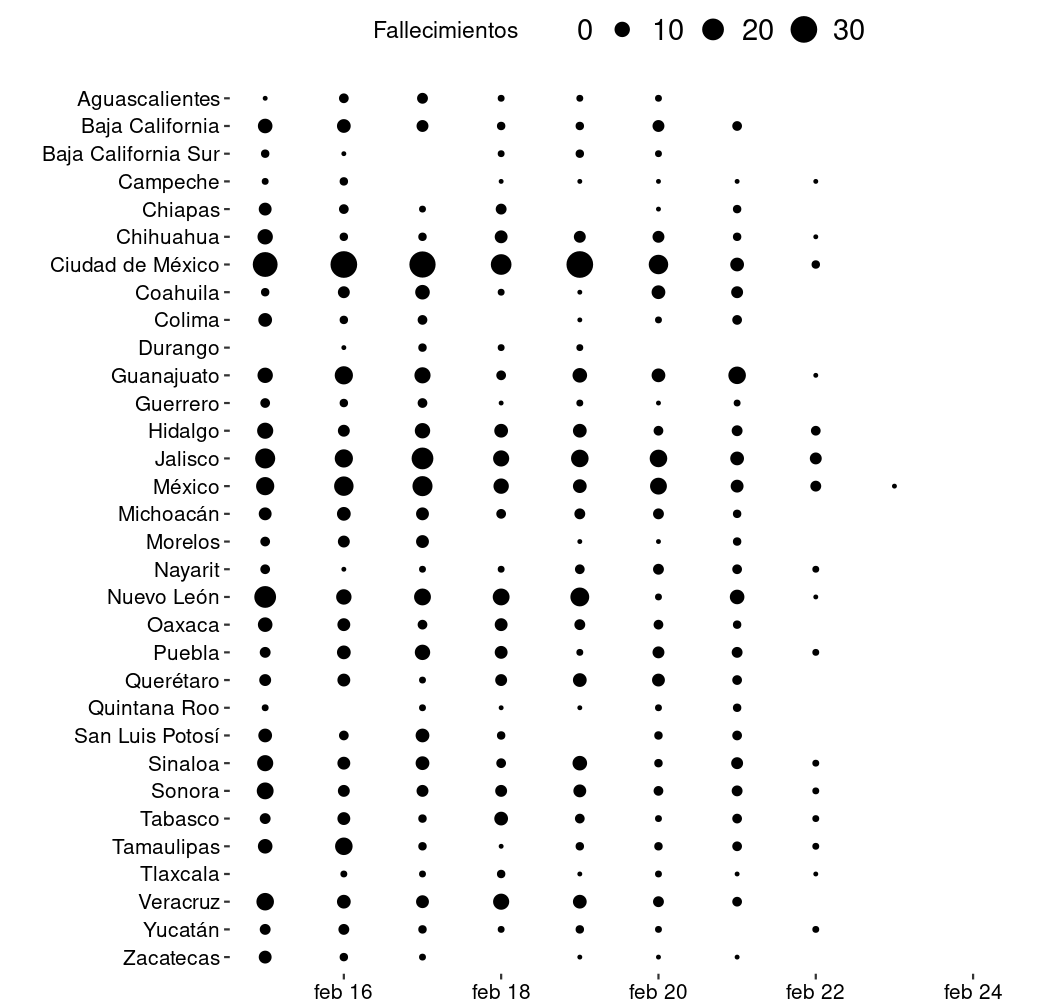 Fallecimientos 0 10 20 30
Aguascalientes
Baja California
Baja California Sur
Campeche
Chiapas
Chihuahua
Ciudad de México
Coahuila
Colima
Durango
Guanajuato
Guerrero
Hidalgo
Jalisco
México
Michoacán
Morelos
Nayarit
Nuevo León
Oaxaca
Puebla
Querétaro
Quintana Roo
San Luis Potosí
Sinaloa
Sonora
Tabasco
Tamaulipas
Tlaxcala
Veracruz
Yucatán
Zacatecas
feb 16 feb 18 feb 20 feb 22 feb 24